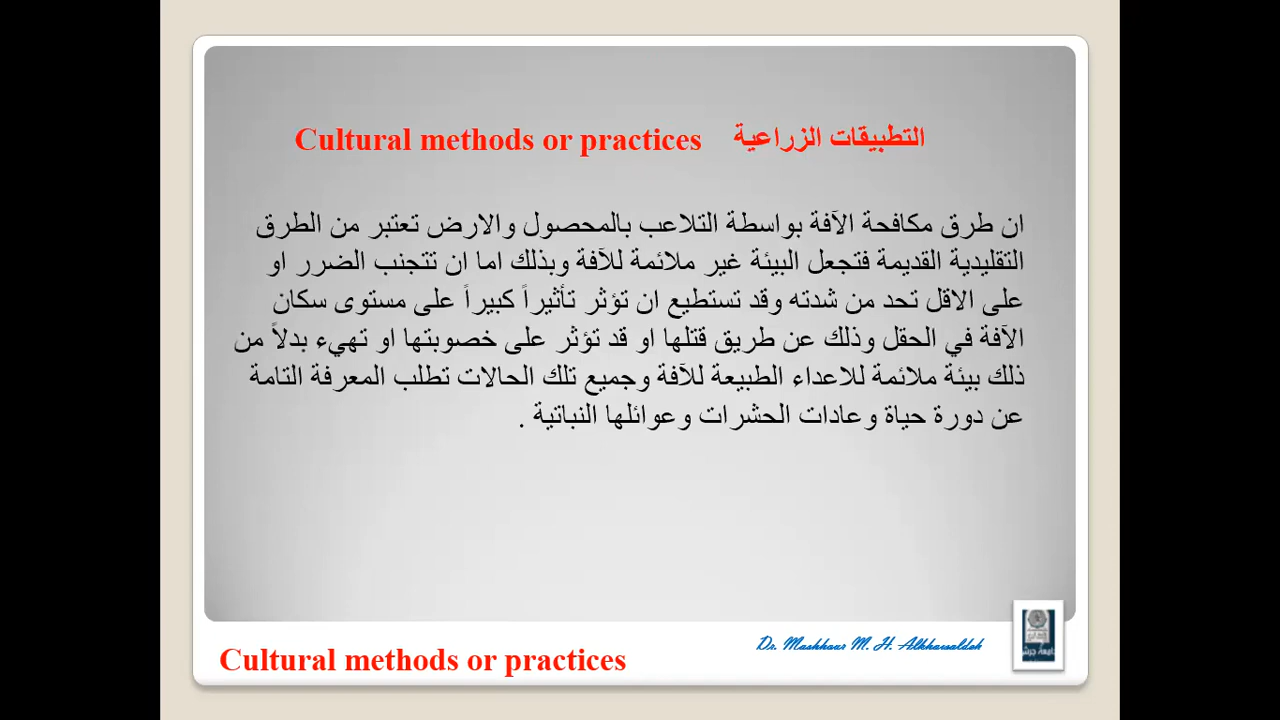 التطبيقات الزراعية Cultural methods or practices
ان طرق مكافحة الآفة بواسطة التلاعب بالمحصول والارض تعتبر من الطرق
التقليدية القديمة فتجعل البيئة غير ملائمة للآفة وبذلك اما ان تتجنب الضرر او
على الاقل تحد من شدته وقد تستطيع ان تؤثر تأثيراً كبيراً على مستوى سكان
الآفة في الحقل وذلك عن طريق قتلها او قد تؤثر على خصوبتها او تهيء بدلاً من
ذلك بيئة ملائمة للاعداء الطبيعة للآفة وجميع تلك الحالات تطلب المعرفة التامة
عن دورة حياة وعادات الحشرات وعوائلها النباتية .
Cultural methods or practices
Dr. Mashhour M. H. Alkhawaldeh